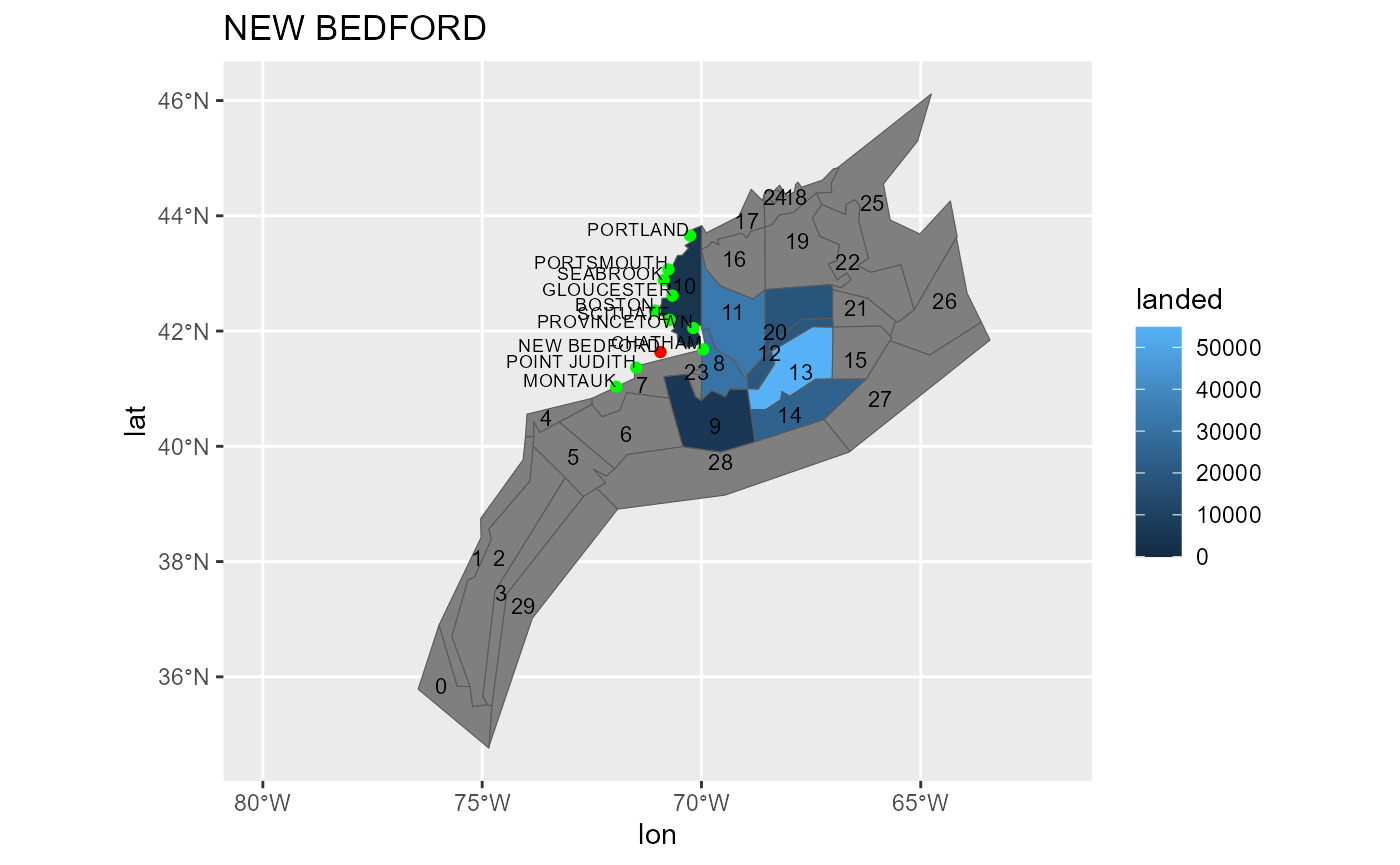 NEW BEDFORD
46°N
44°N
42°N
40°N
38°N
36°N
80°W
75°W
70°W
65°W
lon
lat
landed
50000
40000
30000
20000
10000
0
PORTLAND
PORTSMOUTH
SEABROOK
GLOUCESTER
BOSTON
SCITUATE
PROVINCETOWN
CHATHAM
NEW BEDFORD
POINT JUDITH
MONTAUK
24
18
17
25
19
16
22
10
26
21
11
20
12
15
8
13
23
7
27
14
4
9
6
5
28
1
2
3
29
0